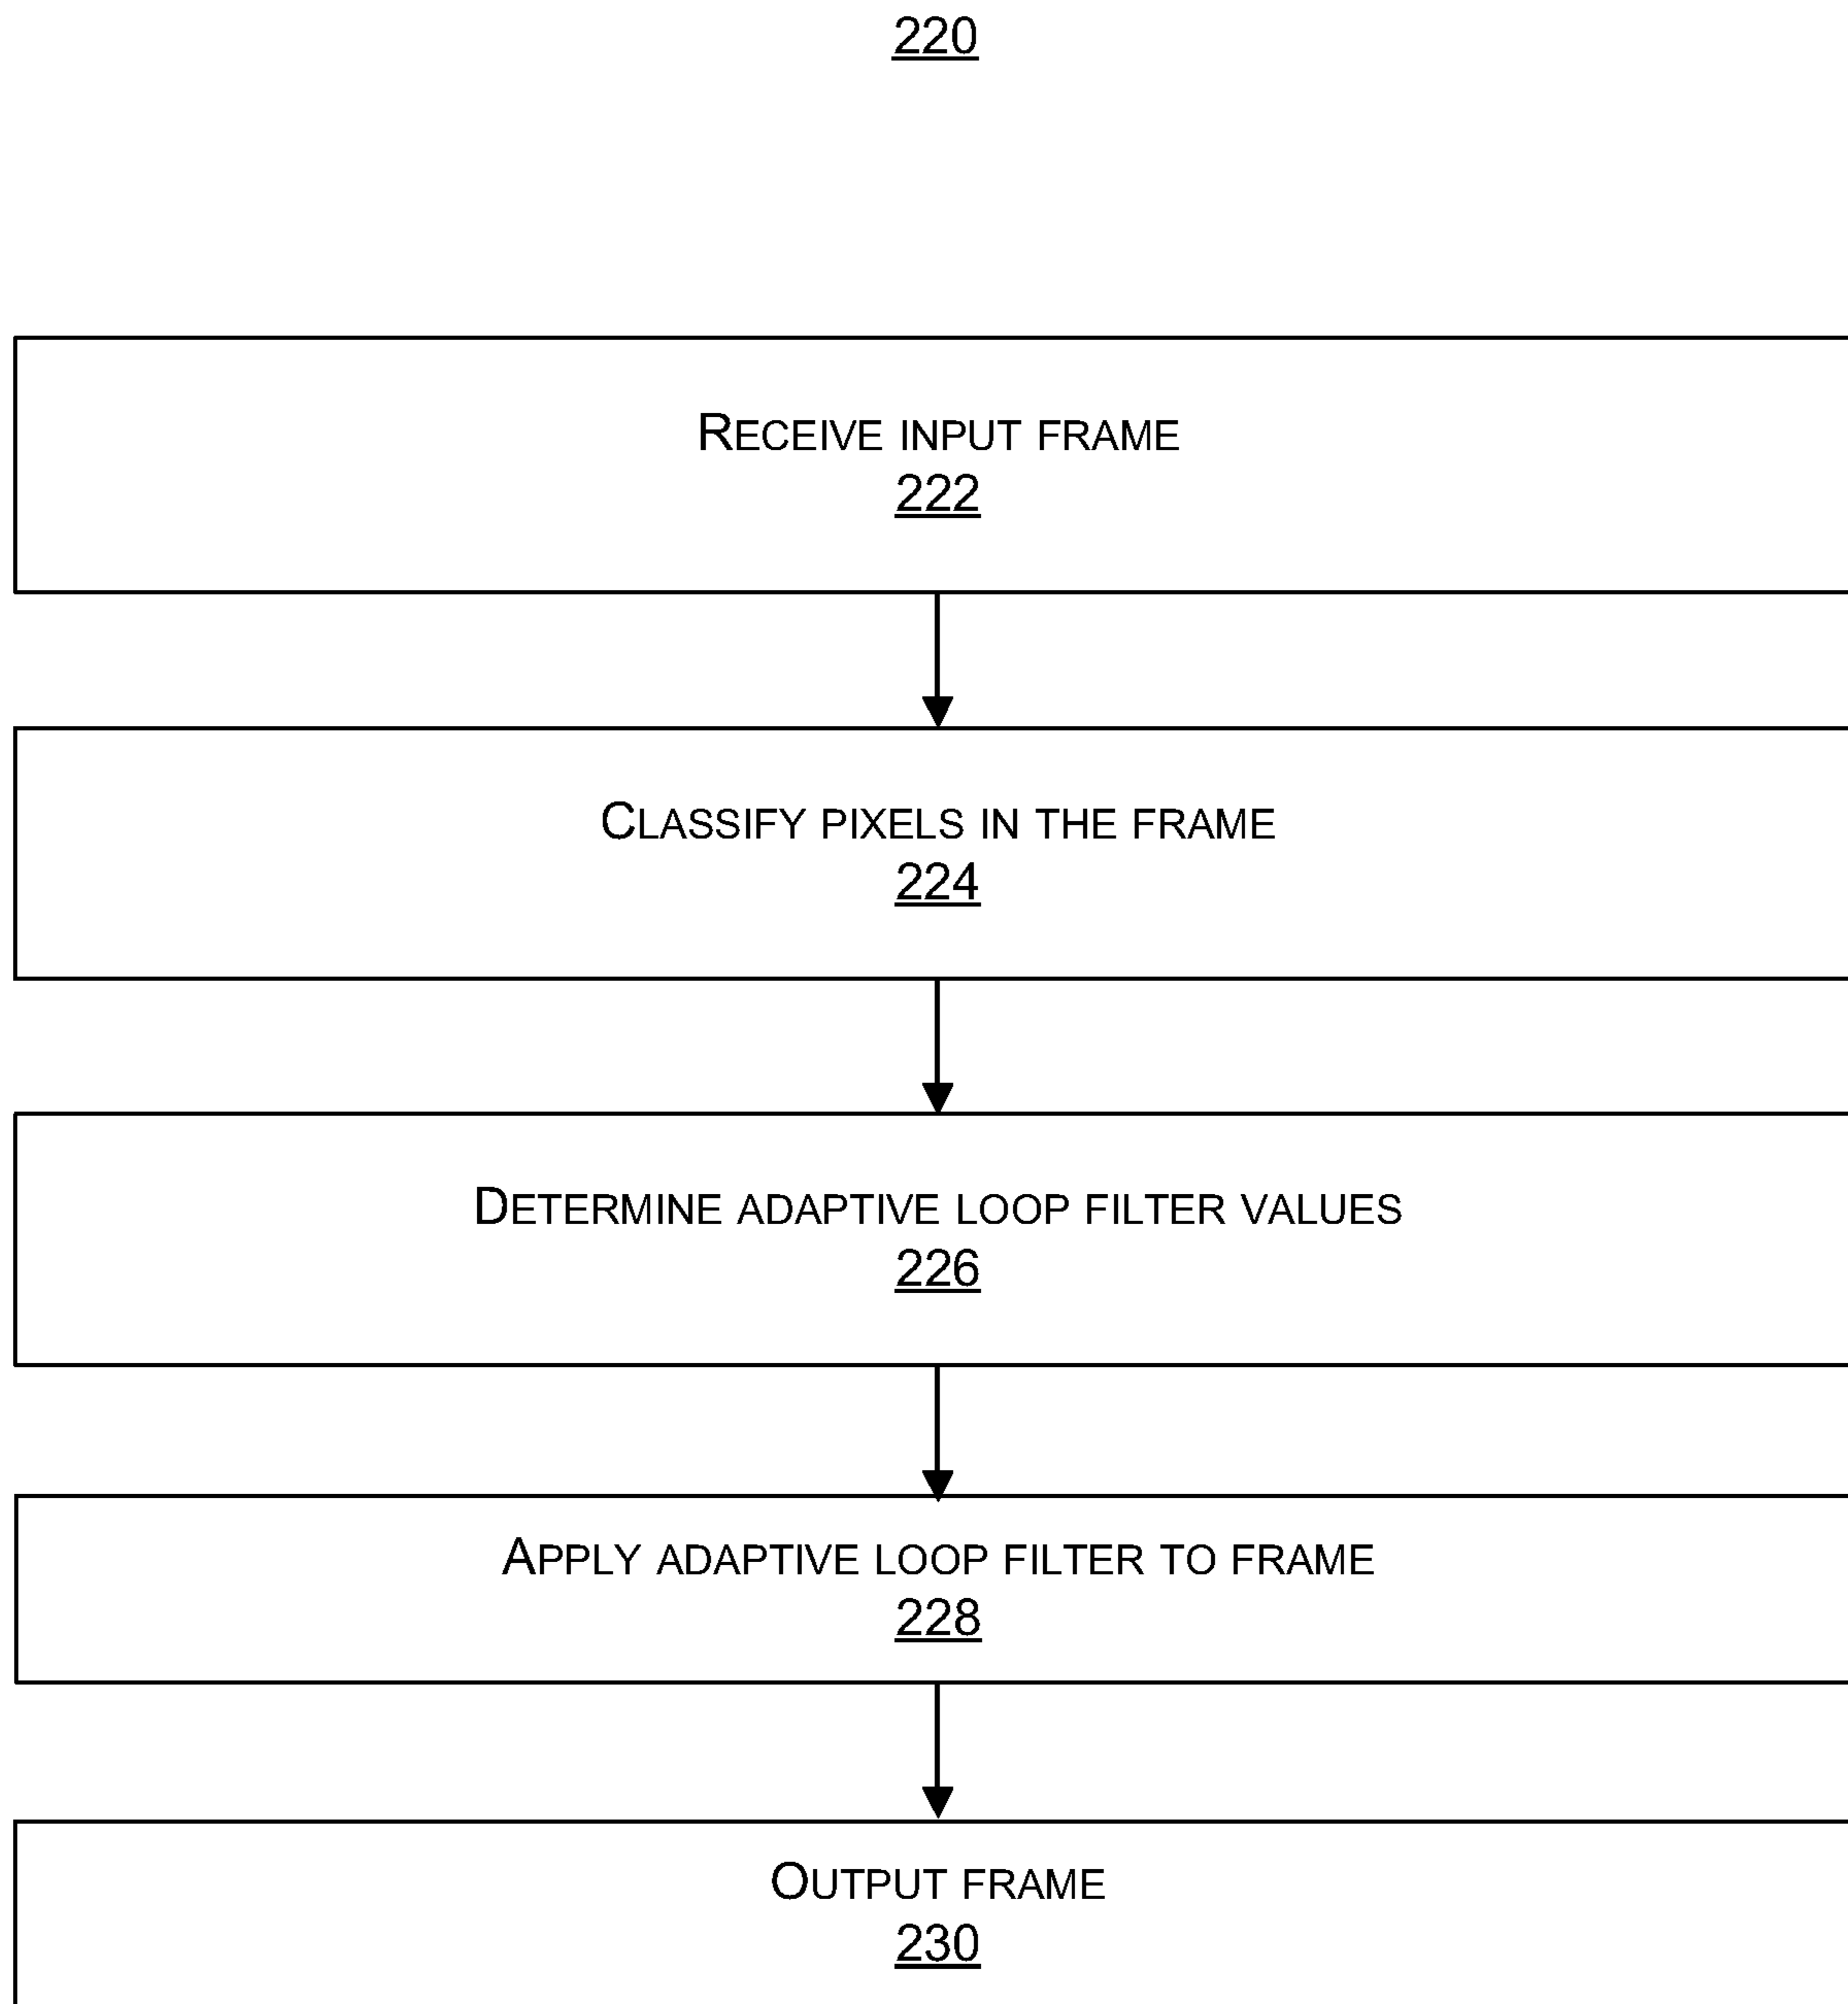 220
Receive input frame
222
Classify pixels in the frame
224
Determine adaptive loop filter values
226
Apply adaptive loop filter to frame
228
Output frame
230